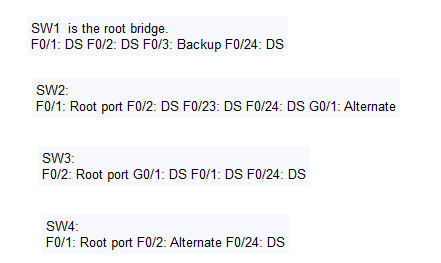 SW1 is the root bridge.
F0/1: DS F0/2: DS F0/3: Backup F0/24: DS
SW2:
F0/1: Root port F0/2: DS F0/23: DS F0/24: DS G0/1: Alternate
SW3:
F0/2: Root port G0/1: DS F0/1: DS F0/24: DS
SW4:
F0/1: Root port F0/2: Alternate F0/24: DS